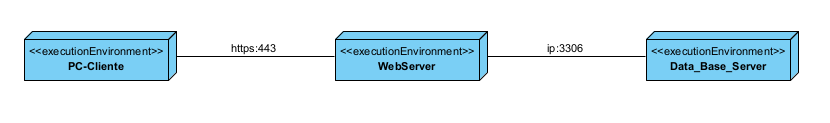 <<executionEnvironment>>
PC-Cliente
https:443
<<executionEnvironment>>
WebServer
ip:3306
<<executionEnvironment>>
Data_Base_Server